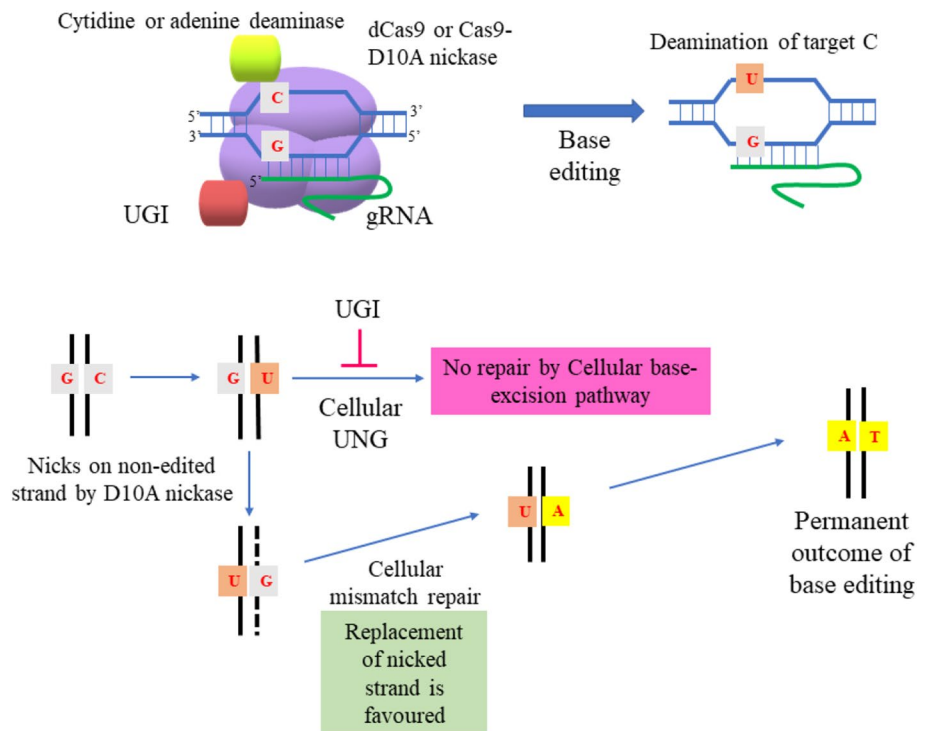 Cytidine or adenine deaminase
dCas9 or Cas9-
D10A nickase
C
G
5’
3’
3’
5’
5’
UGI
gRNA
Base
editing
Deamination of target C
U
G
UGI
G C
G U
Cellular
UNG
No repair by Cellular base-
excision pathway
Nicks on non-edited
strand by D10A nickase
U G
Cellular
mismatch repair
Replacement
of nicked
strand is
favoured
U A
A T
Permanent
outcome of
base editing